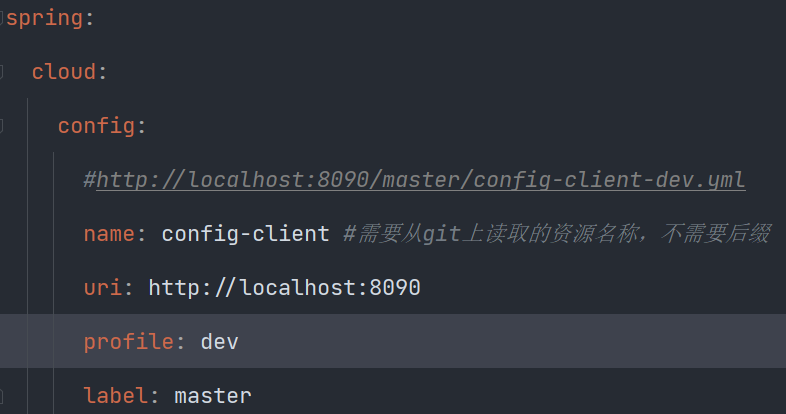 spring:
  cloud:
    config:
      #http://localhost:8090/master/config-client-dev.yml
      name: config-client #需要从git上读取的资源名称，不需要后缀
      uri: http://localhost:8090
      profile: dev
      label: master